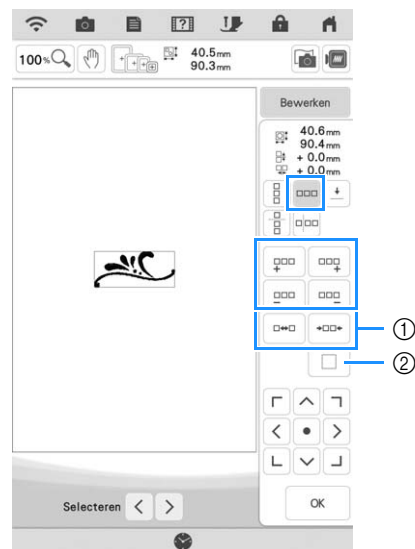 100%
40.5mm
90.3mm
Bewerken
40.6mm
90.4mm
+ 0.0mm
+ 0.0mm
①
②
Selecteren
OK